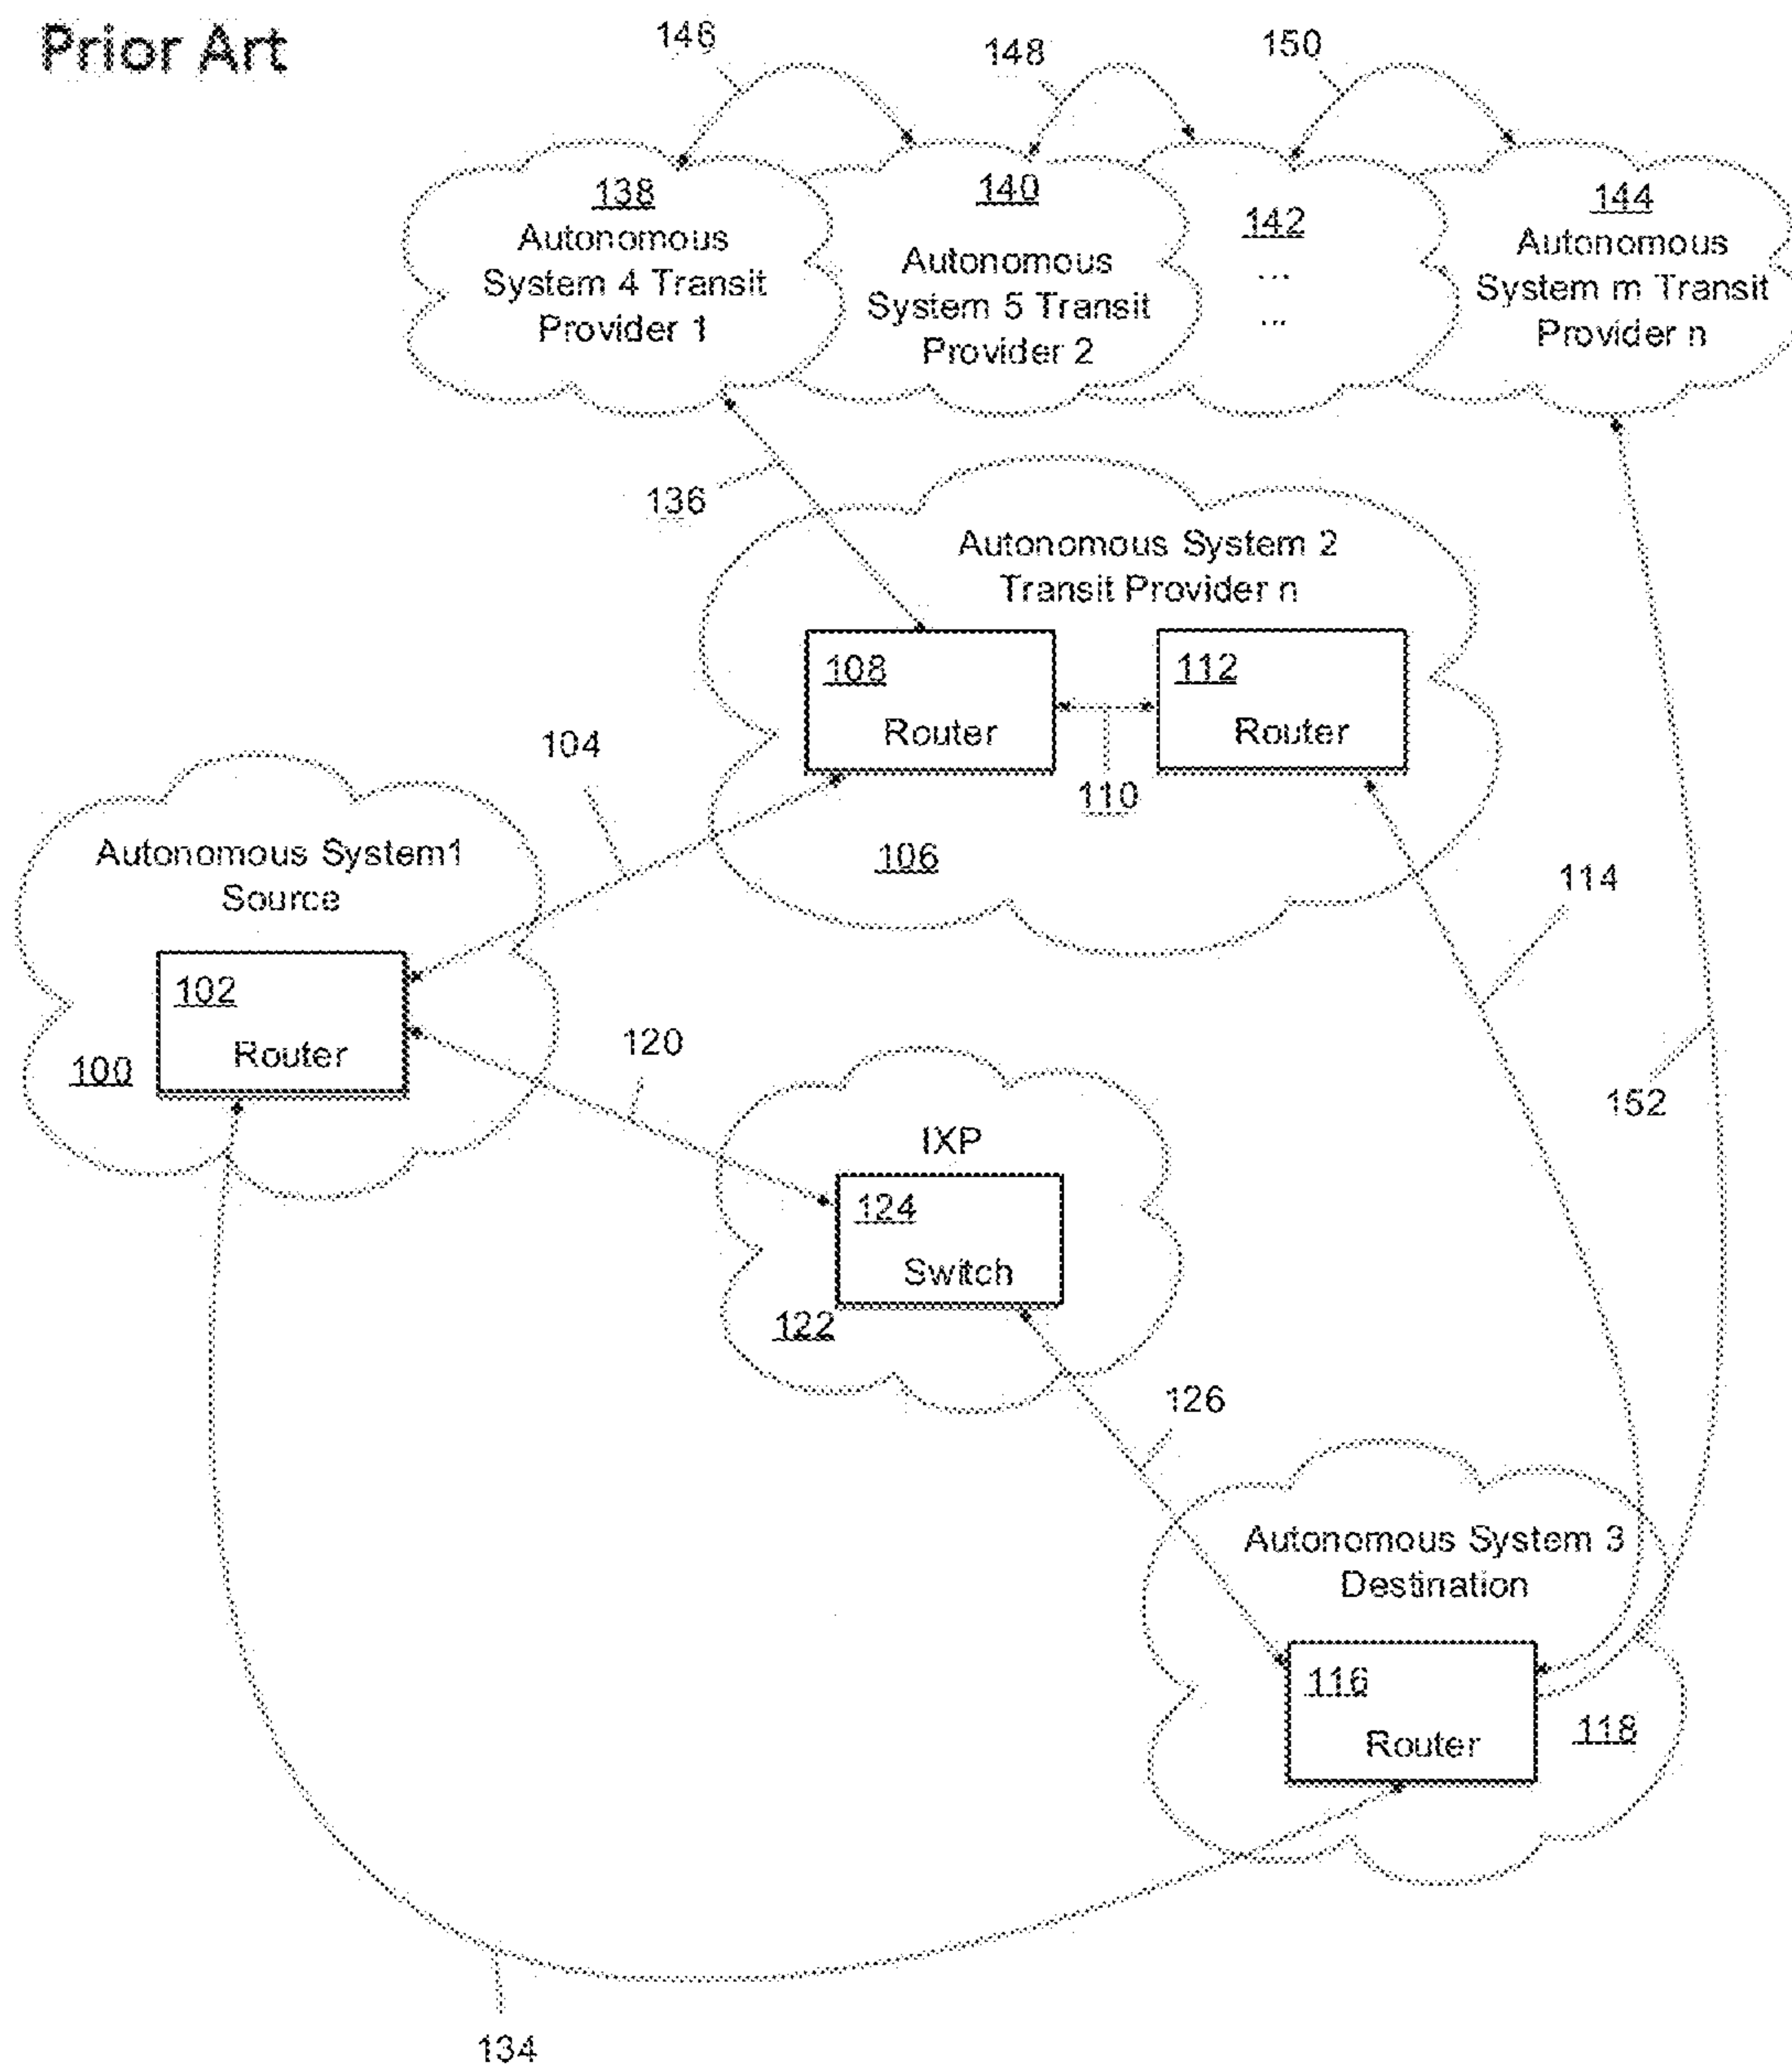 Prior Art
146
148
150
138
Autonomous
System 4 Transit
Provider 1
140
Autonomous
System 5 Transit
Provider 2
142
...
...
144
Autonomous
System m Transit
Provider n
136
Autonomous System 2
Transit Provider n
108
Router
112
Router
110
106
104
Autonomous System1
Source
102
Router
100
114
152
120
IXP
124
Switch
122
126
Autonomous System 3
Destination
116
Router
118
134